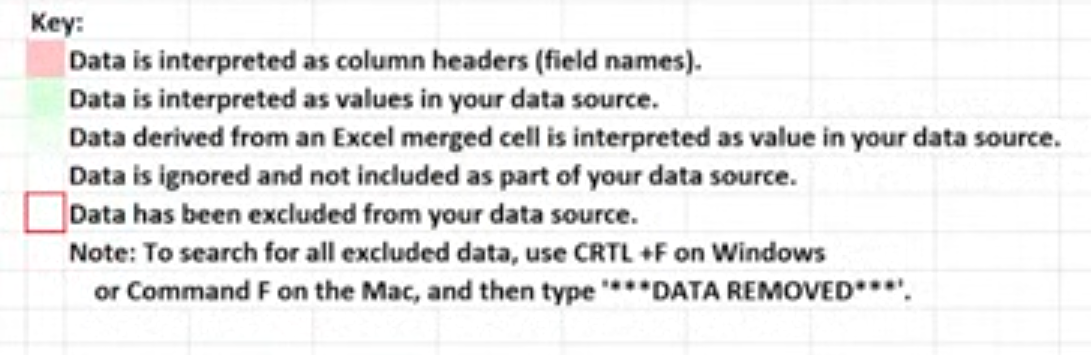 Key:
Data is interpreted as column headers (field names).
Data is interpreted as values in your data source.
Data derived from an Excel merged cell is interpreted as value in your data source.
Data is ignored and not included as part of your data source.
Data has been excluded from your data source.
Note: To search for all excluded data, use CRTL +F on Windows
or Command F on the Mac, and then type '***DATA REMOVED***'.